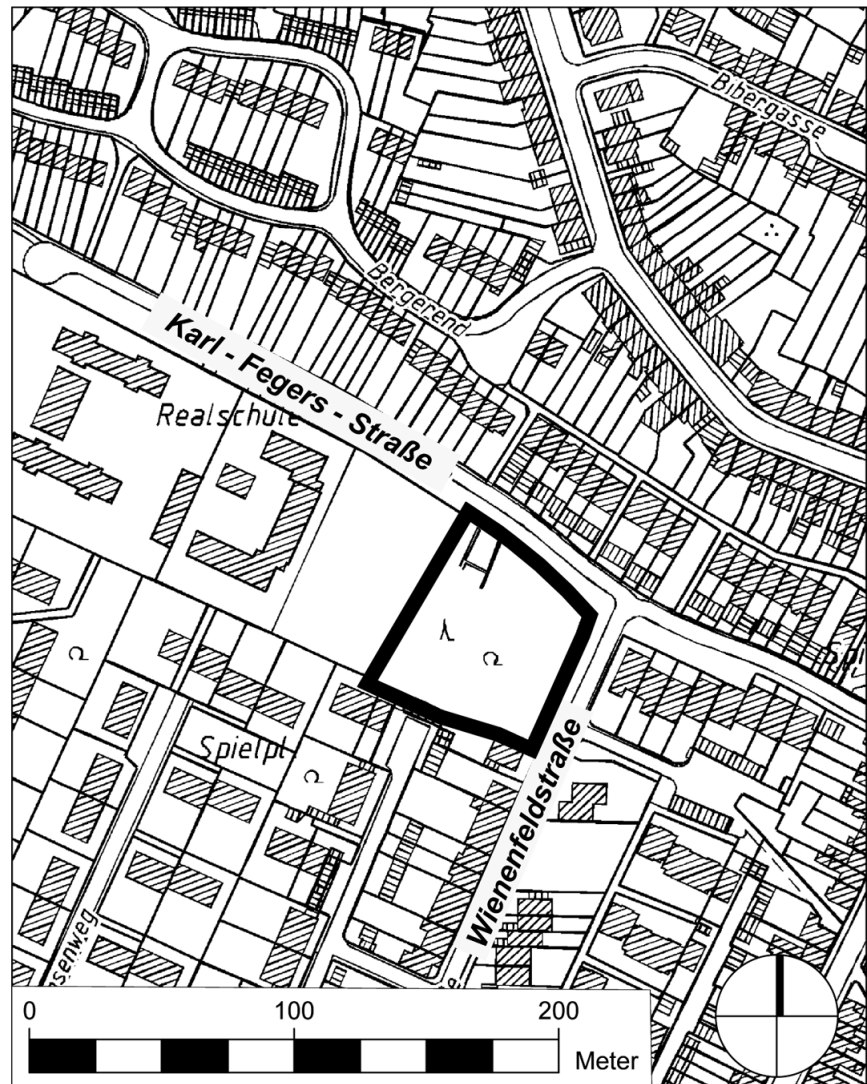 Bibergasse
Bergerend
Karl - Fegers - Straße
Realschule
Spielpl
Wienenfeldstraße
0
100
200
Meter